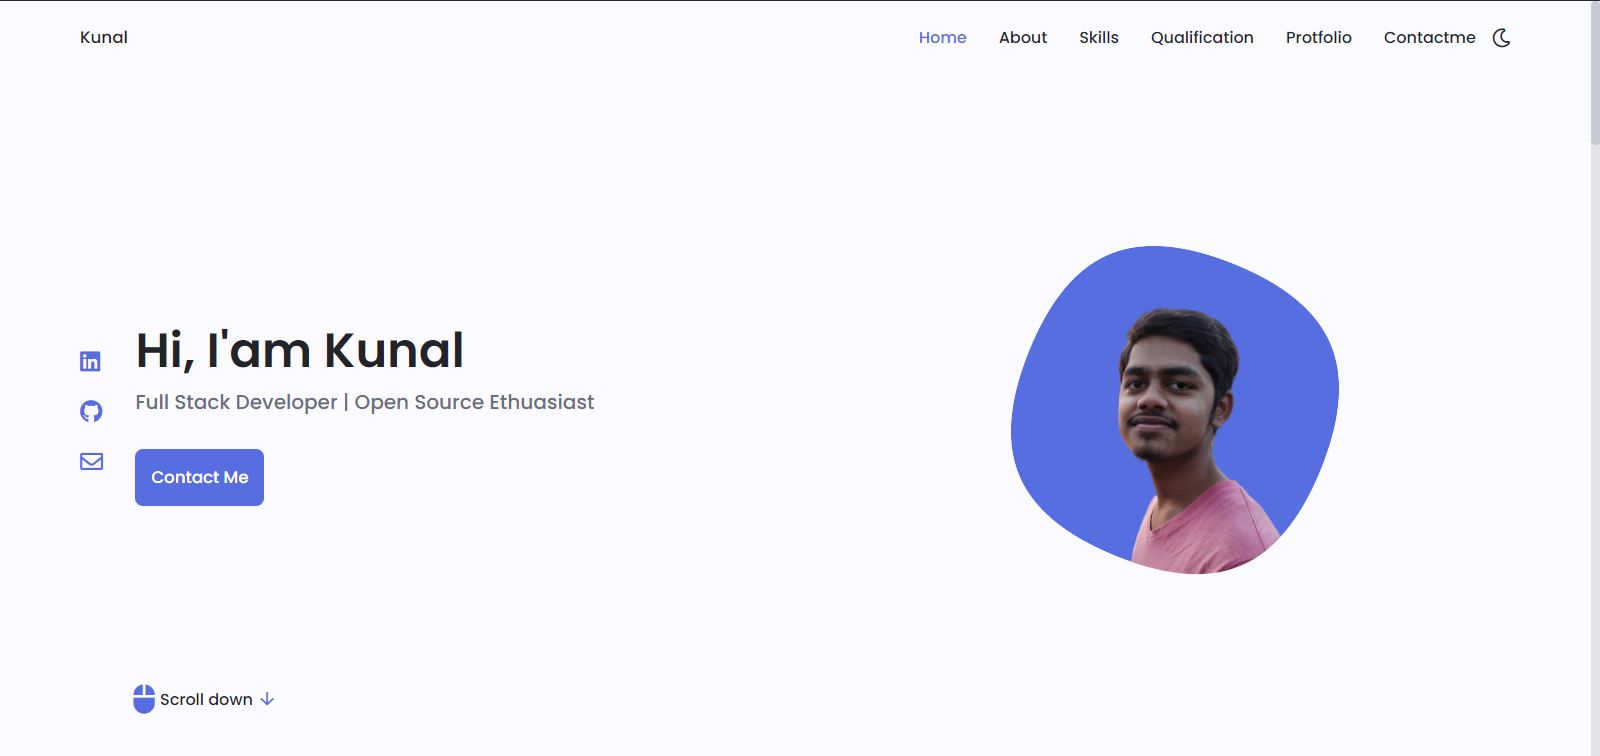 Kunal
Home About Skills Qualification Protfolio Contactme
Hi, I'am Kunal
Full Stack Developer | Open Source Ethuasiast
Contact Me
Scroll down